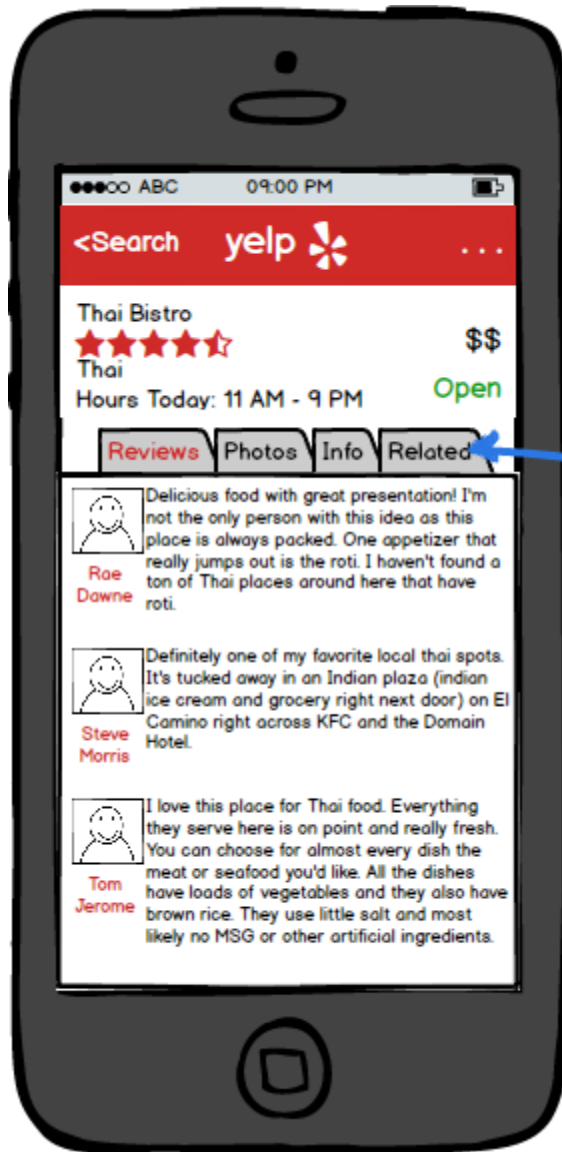 ABC 09:00 PM
<Search yelp ...
Thai Bistro
$$
Thai
Hours Today: 11 AM - 9 PM Open
Reviews Photos Info Related
Delicious food with great presentation! I'm
not the only person with this idea as this
place is always packed. One appetizer that
really jumps out is the roti. I haven't found a
ton of Thai places around here that have
roti.
Rae
Dawne
Definitely one of my favorite local thai spots.
It's tucked away in an Indian plaza (indian
ice cream and grocery right next door) on El
Camino right across KFC and the Domain
Hotel.
Steve
Morris
I love this place for Thai food. Everything
they serve here is on point and really fresh.
You can choose for almost every dish the
meat or seafood you'd like. All the dishes
have loads of vegetables and they also have
brown rice. They use little salt and most
likely no MSG or other artificial ingredients.
Tom
Jerome